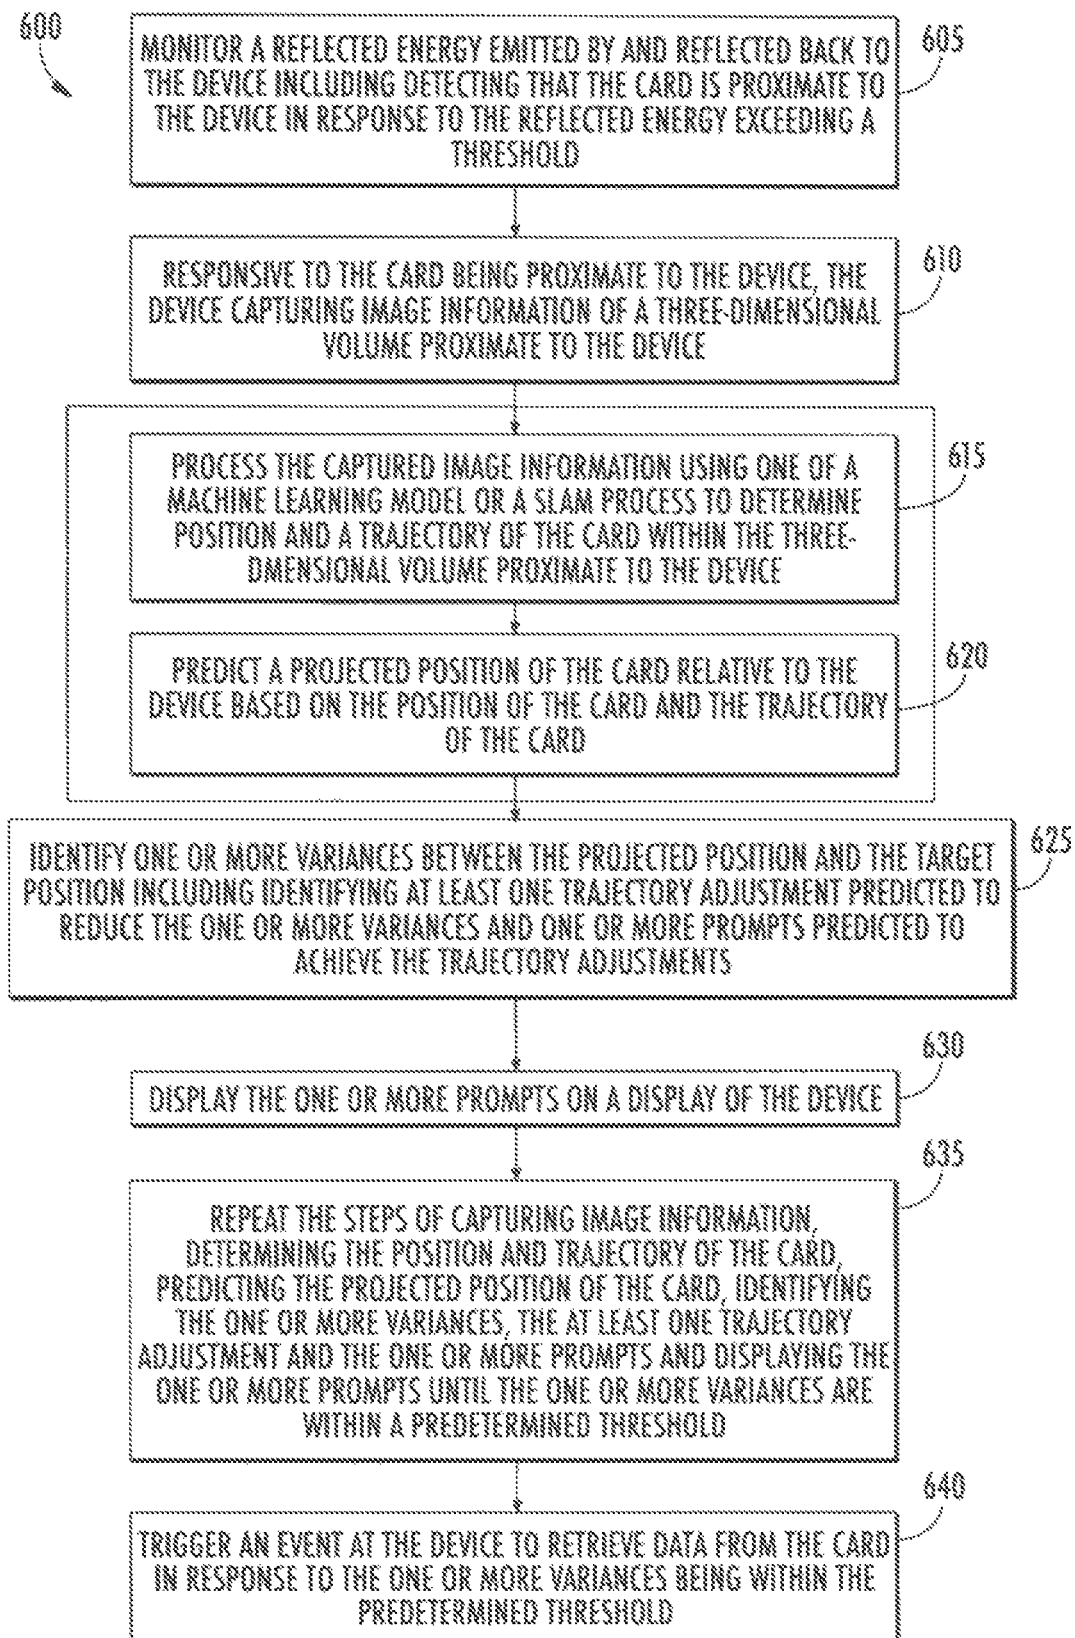 600
605
MONITOR A REFLECTED ENERGY EMITTED BY AND REFLECTED BACK TO
THE DEVICE INCLUDING DETECTING THAT THE CARD IS PROXIMATE TO
THE DEVICE IN RESPONSE TO THE REFLECTED ENERGY EXCEEDING A
THRESHOLD
610
RESPONSIVE TO THE CARD BEING PROXIMATE TO THE DEVICE, THE
DEVICE CAPTURING IMAGE INFORMATION OF A THREE-DIMENSIONAL
VOLUME PROXIMATE TO THE DEVICE
615
PROCESS THE CAPTURED IMAGE INFORMATION USING ONE OF A
MACHINE LEARNING MODEL OR A SLAM PROCESS TO DETERMINE
POSITION AND A TRAJECTORY OF THE CARD WITHIN THE THREE-
DMENSIONAL VOLUME PROXIMATE TO THE DEVICE
620
PREDICT A PROJECTED POSITION OF THE CARD RELATIVE TO THE
DEVICE BASED ON THE POSITION OF THE CARD AND THE TRAJECTORY
OF THE CARD
625
IDENTIFY ONE OR MORE VARIANCES BETWEEN THE PROJECTED POSITION AND THE TARGET
POSITION INCLUDING IDENTIFYING AT LEAST ONE TRAJECTORY ADJUSTMENT PREDICTED TO
REDUCE THE ONE OR MORE VARIANCES AND ONE OR MORE PROMPTS PREDICTED TO
ACHIEVE THE TRAJECTORY ADJUSTMENTS
630
DISPLAY THE ONE OR MORE PROMPTS ON A DISPLAY OF THE DEVICE
635
REPEAT THE STEPS OF CAPTURING IMAGE INFORMATION,
DETERMINING THE POSITION AND TRAJECTORY OF THE CARD,
PREDICTING THE PROJECTED POSITION OF THE CARD, IDENTIFYING
THE ONE OR MORE VARIANCES, THE AT LEAST ONE TRAJECTORY
ADJUSTMENT AND THE ONE OR MORE PROMPTS AND DISPLAYING THE
ONE OR MORE PROMPTS UNTIL THE ONE OR MORE VARIANCES ARE
WITHIN A PREDETERMINED THRESHOLD
640
TRIGGER AN EVENT AT THE DEVICE TO RETRIEVE DATA FROM THE CARD
IN RESPONSE TO THE ONE OR MORE VARIANCES BEING WITHIN THE
PREDETERMINED THRESHOLD